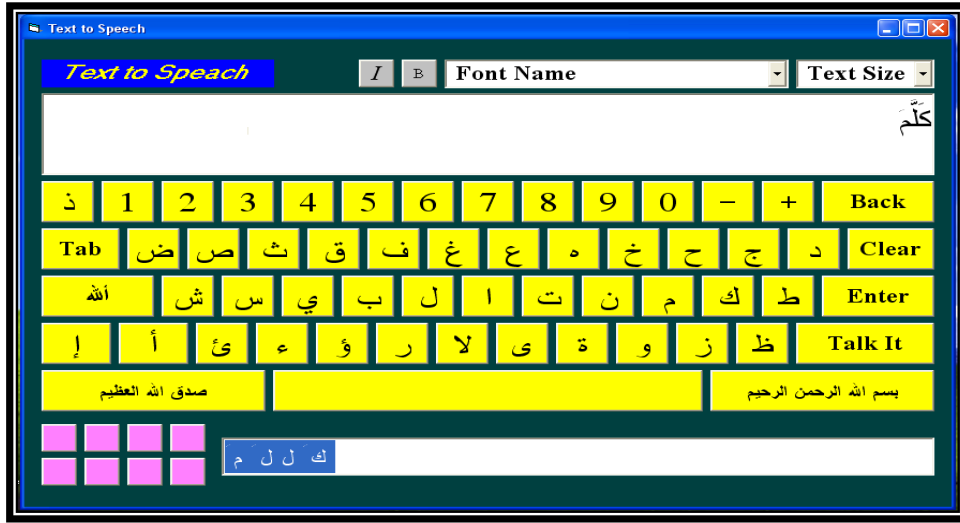 Text to Speech
Text to Speach I B Font Name Text Size
كَلَّمَ
ذ 1 2 3 4 5 6 7 8 9 0 − + Back
Tab ض ص ث ق ف غ ع ه خ ح ج د Clear
ألله ش س ي ب ل ا ت ن م ك ط Enter
إ أ ئ ء ؤ ر لا ى ة و ز ظ Talk It
صدق الله العظيم بسم الله الرحمن الرحيم
ك َ ل ل َ م َ